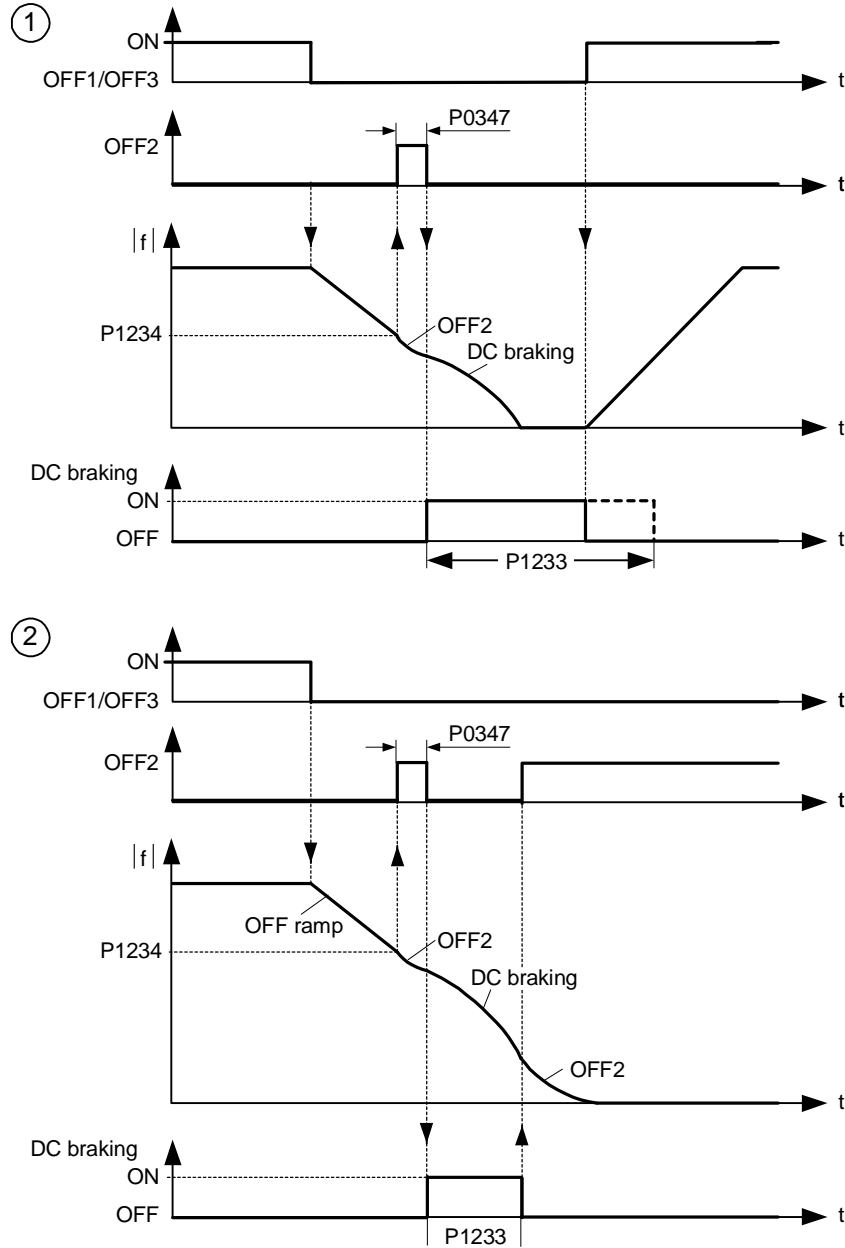 1
ON
OFF1/OFF3
t
P0347
OFF2
t
|f|
P1234
OFF2
DC braking
t
DC braking
ON
OFF
t
P1233
2
ON
OFF1/OFF3
t
P0347
OFF2
t
|f|
OFF ramp
P1234
OFF2
DC braking
OFF2
t
DC braking
ON
OFF
t
P1233